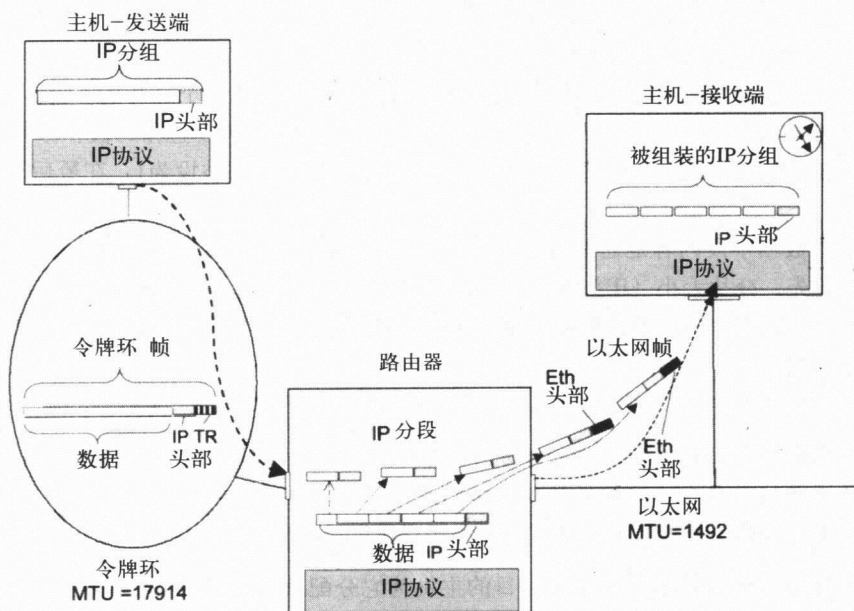 主机-发送端
IP分组
IP头部
IP协议
主机-接收端
被组装的IP分组
IP 头部
IP协议
令牌环 帧
IP TR
数据
头部
令牌环
MTU =17914
路由器
IP 分段
数据
IP 头部
IP协议
以太网帧
Eth
头部
Eth
头部
以太网
MTU=1492